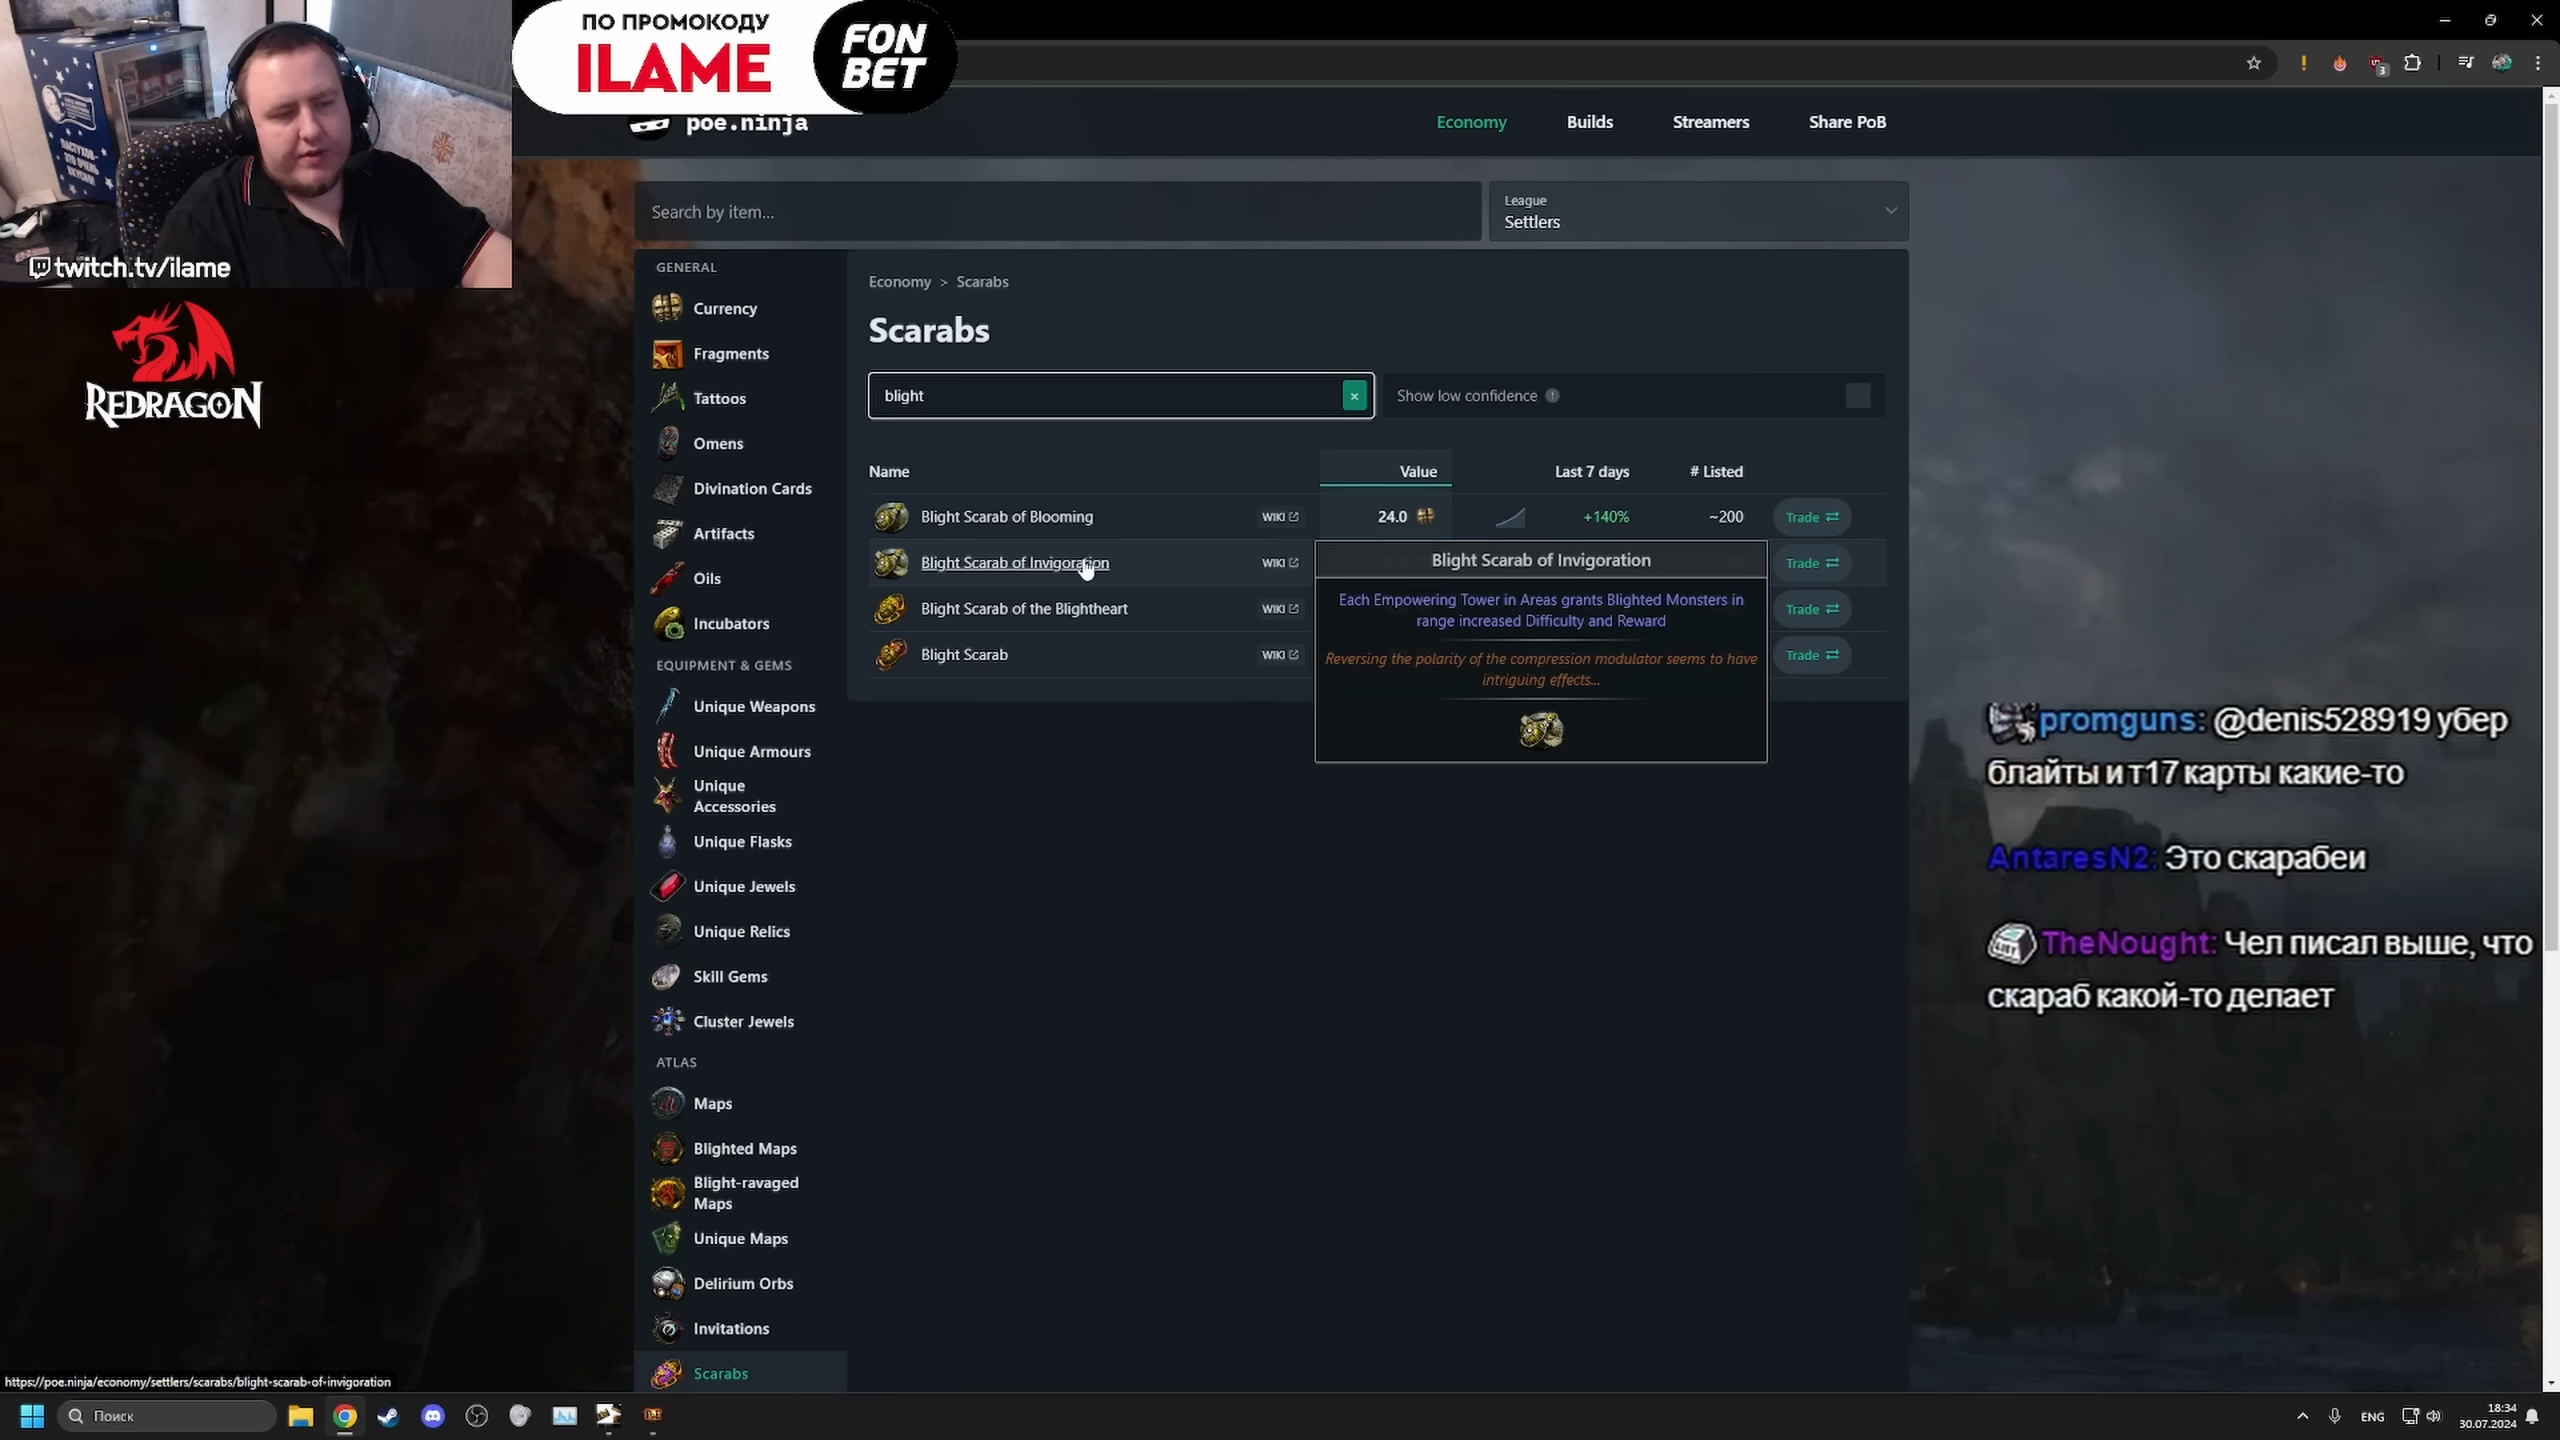 ПО ПРОМОКОДУ
ILAME
FON
BET
twitch.tv/ilame
REDRAGON
poe.ninja
Economy
Builds
Streamers
Share PoB
Search by item...
League
Settlers
GENERAL
Currency
Fragments
Tattoos
Omens
Divination Cards
Artifacts
Oils
Incubators
EQUIPMENT & GEMS
Unique Weapons
Unique Armours
Unique
Accessories
Unique Flasks
Unique Jewels
Unique Relics
Skill Gems
Cluster Jewels
ATLAS
Maps
Blighted Maps
Blight-ravaged
Maps
Unique Maps
Delirium Orbs
Invitations
Scarabs
Economy > Scarabs
Scarabs
blight
Show low confidence
Name Value Last 7 days # Listed
Blight Scarab of Blooming WIKI 24.0 +140% ~200 Trade
Blight Scarab of Invigoration WIKI Trade
Blight Scarab of the Blightheart WIKI Trade
Blight Scarab WIKI Trade
Blight Scarab of Invigoration
Each Empowering Tower in Areas grants Blighted Monsters in
range increased Difficulty and Reward
Reversing the polarity of the compression modulator seems to have
intriguing effects...
promguns: @denis528919 убер
блайты и т17 карты какие-то
AntaresN2: Это скарабеи
TheNought: Чел писал выше, что
скараб какой-то делает
https://poe.ninja/economy/settlers/scarabs/blight-scarab-of-invigoration
Поиск
ENG
18:34
30.07.2024